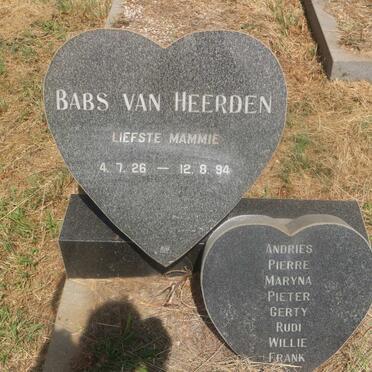 BABS VAN HEERDEN
LIEFSTE MAMMIE
4. 7. 26 — 12. 8. 94
ANDRIES
PIERRE
MARYNA
PIETER
GERTY
RUDI
WILLIE
FRANK